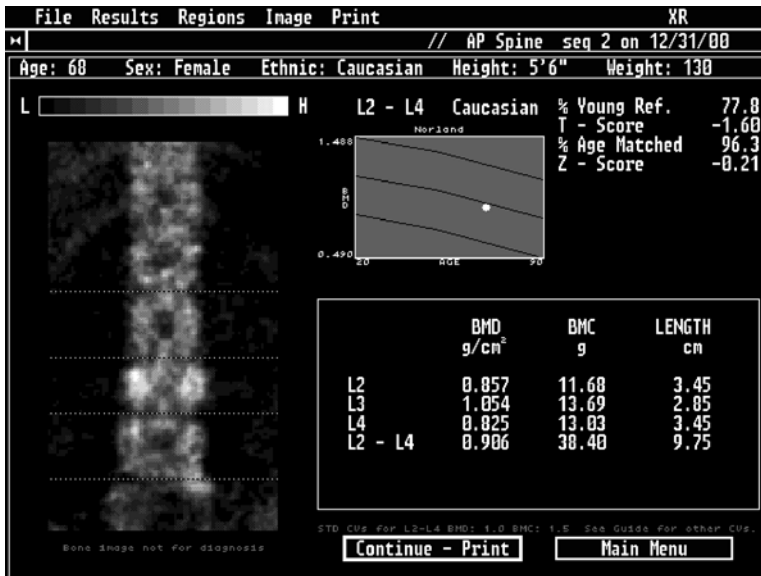 File Results Regions Image Print XR
// AP Spine seq 2 on 12/31/00
Age: 68 Sex: Female Ethnic: Caucasian Height: 5'6" Weight: 130
L H
L2 - L4 Caucasian
Norland
1.488
BMD
0.490
20 AGE 90
% Young Ref. 77.8
T - Score -1.60
% Age Matched 96.3
Z - Score -0.21
BMD BMC LENGTH
g/cm² g cm
L2 0.857 11.68 3.45
L3 1.054 13.69 2.85
L4 0.825 13.03 3.45
L2 - L4 0.906 38.40 9.75
STD CVs for L2-L4 BMD: 1.0 BMC: 1.5 See Guide for other CVs.
Bone image not for diagnosis
Continue - Print Main Menu